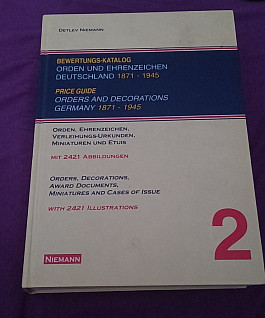 DETLEV NIEMANN
BEWERTUNGS-KATALOG
ORDEN UND EHRENZEICHEN
DEUTSCHLAND 1871 - 1945
PRICE GUIDE
ORDERS AND DECORATIONS
GERMANY 1871 - 1945
ORDEN, EHRENZEICHEN,
VERLEIHUNGS-URKUNDEN,
MINIATUREN UND ETUIS
MIT 2421 ABBILDUNGEN
ORDERS, DECORATIONS,
AWARD DOCUMENTS,
MINIATURES AND CASES OF ISSUE
WITH 2421 ILLUSTRATIONS
2
NIEMANN